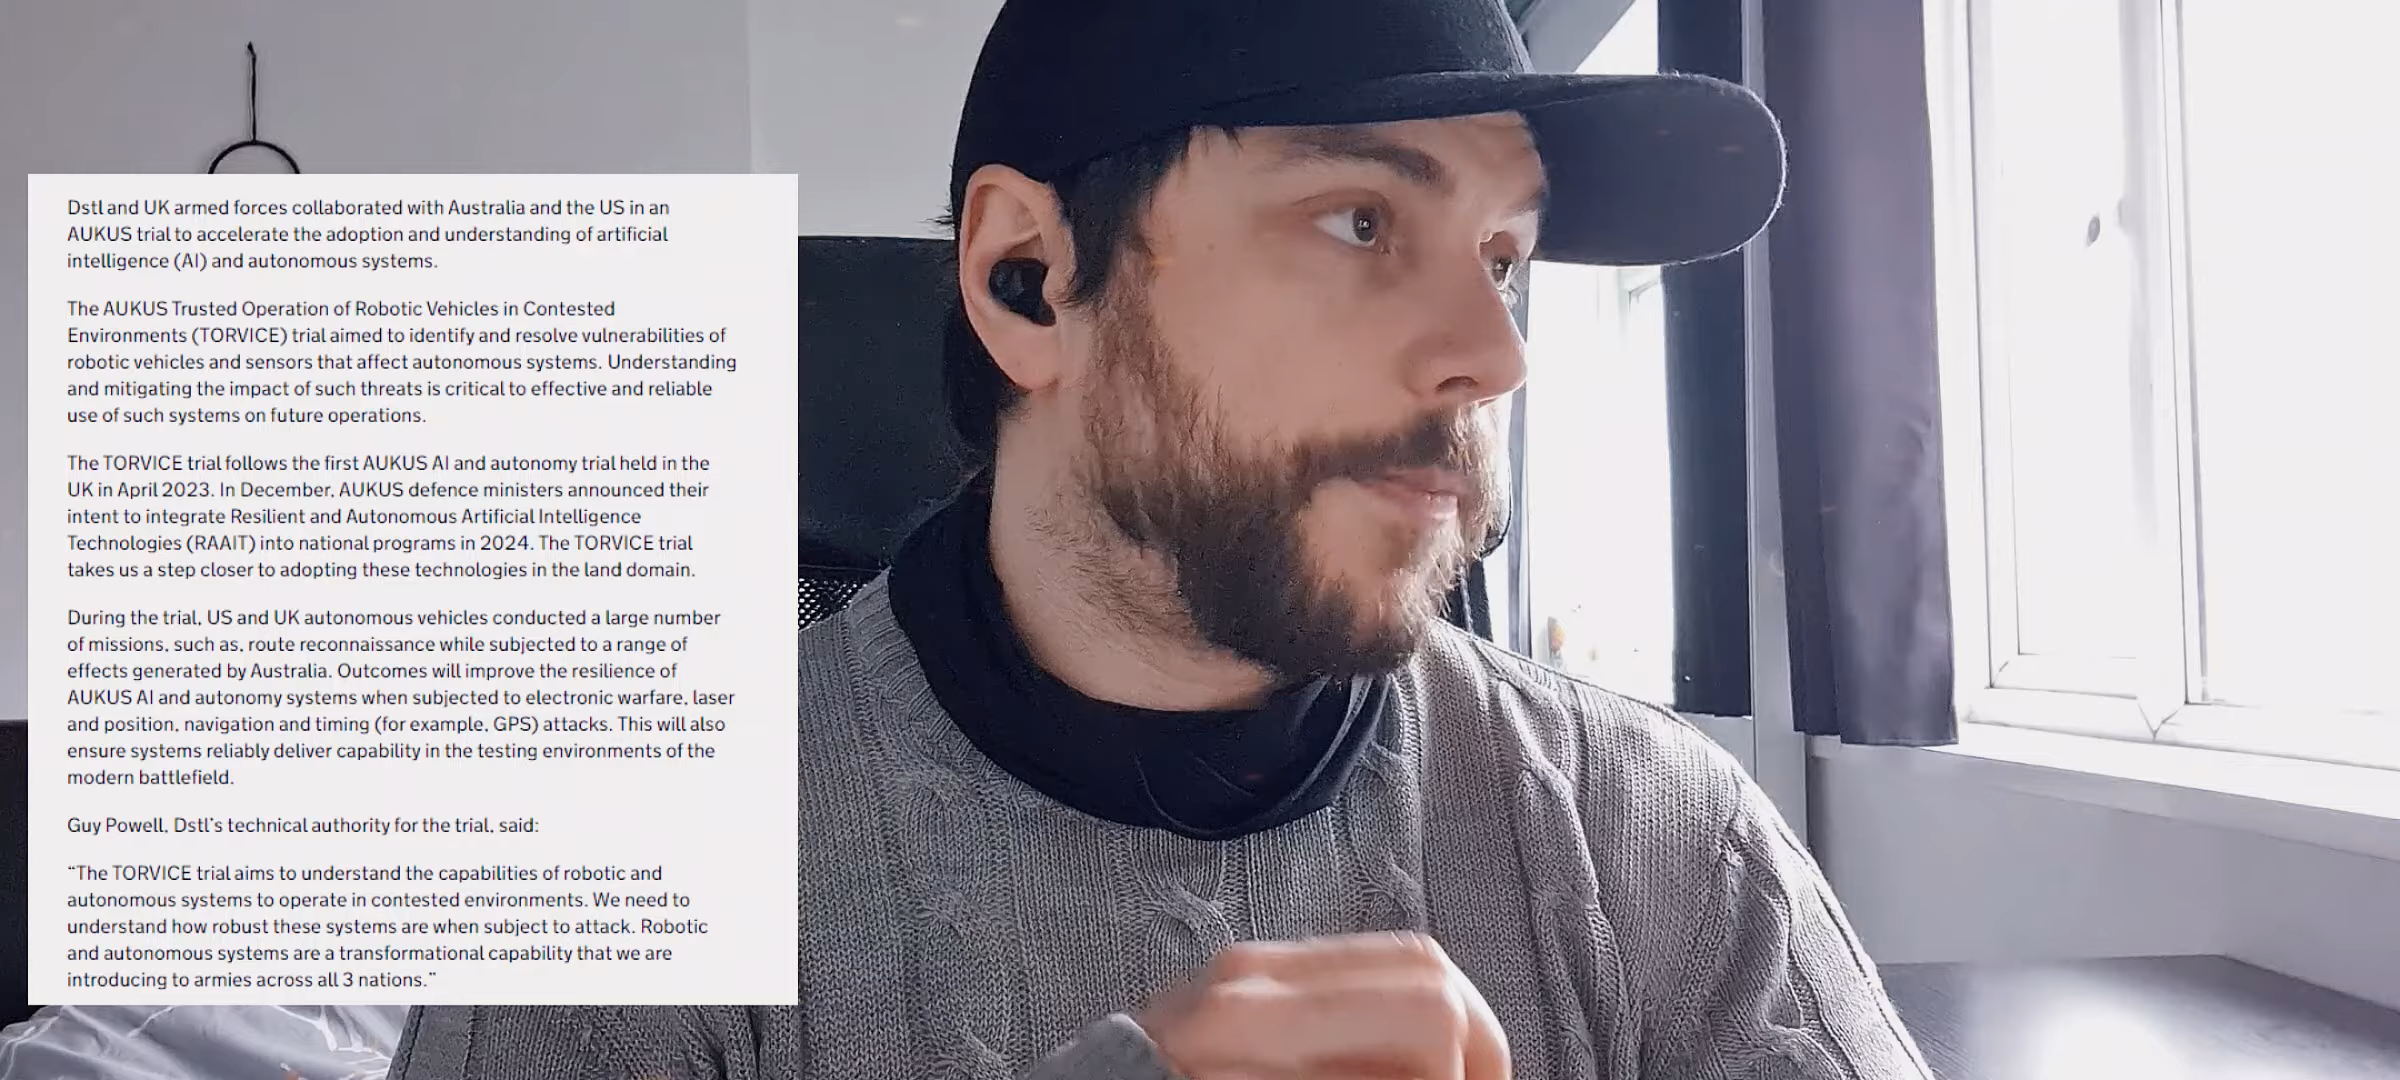 Dstl and UK armed forces collaborated with Australia and the US in an
AUKUS trial to accelerate the adoption and understanding of artificial
intelligence (AI) and autonomous systems.
The AUKUS Trusted Operation of Robotic Vehicles in Contested
Environments (TORVICE) trial aimed to identify and resolve vulnerabilities of
robotic vehicles and sensors that affect autonomous systems. Understanding
and mitigating the impact of such threats is critical to effective and reliable
use of such systems on future operations.
The TORVICE trial follows the first AUKUS AI and autonomy trial held in the
UK in April 2023. In December, AUKUS defence ministers announced their
intent to integrate Resilient and Autonomous Artificial Intelligence
Technologies (RAAIT) into national programs in 2024. The TORVICE trial
takes us a step closer to adopting these technologies in the land domain.
During the trial, US and UK autonomous vehicles conducted a large number
of missions, such as, route reconnaissance while subjected to a range of
effects generated by Australia. Outcomes will improve the resilience of
AUKUS AI and autonomy systems when subjected to electronic warfare, laser
and position, navigation and timing (for example, GPS) attacks. This will also
ensure systems reliably deliver capability in the testing environments of the
modern battlefield.
Guy Powell, Dstl’s technical authority for the trial, said:
“The TORVICE trial aims to understand the capabilities of robotic and
autonomous systems to operate in contested environments. We need to
understand how robust these systems are when subject to attack. Robotic
and autonomous systems are a transformational capability that we are
introducing to armies across all 3 nations.”